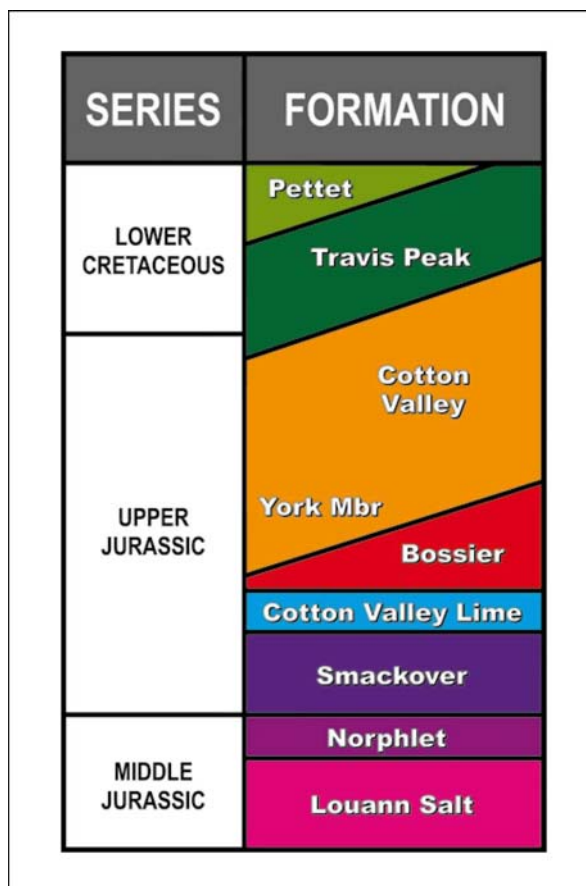 SERIES
FORMATION
LOWER
CRETACEOUS
Pettet
Travis Peak
UPPER
JURASSIC
Cotton
Valley
York Mbr
Bossier
Cotton Valley Lime
Smackover
MIDDLE
JURASSIC
Norphlet
Louann Salt